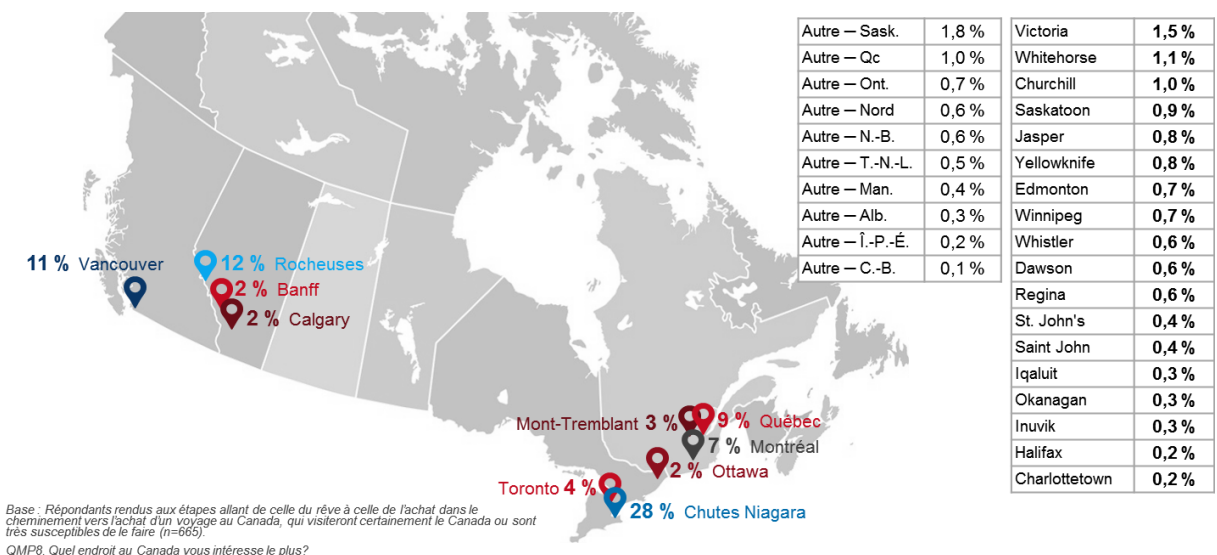 Autre — Sask. 1,8 %
Autre — Qc 1,0 %
Autre — Ont. 0,7 %
Autre — Nord 0,6 %
Autre — N.-B. 0,6 %
Autre — T.-N.-L. 0,5 %
Autre — Man. 0,4 %
Autre — Alb. 0,3 %
Autre — Î.-P.-É. 0,2 %
Autre — C.-B. 0,1 %
Victoria 1,5 %
Whitehorse 1,1 %
Churchill 1,0 %
Saskatoon 0,9 %
Jasper 0,8 %
Yellowknife 0,8 %
Edmonton 0,7 %
Winnipeg 0,7 %
Whistler 0,6 %
Dawson 0,6 %
Regina 0,6 %
St. John's 0,4 %
Saint John 0,4 %
Iqaluit 0,3 %
Okanagan 0,3 %
Inuvik 0,3 %
Halifax 0,2 %
Charlottetown 0,2 %
11 % Vancouver
12 % Rocheuses
2 % Banff
2 % Calgary
Mont-Tremblant 3 %
9 % Québec
7 % Montréal
2 % Ottawa
Toronto 4 %
28 % Chutes Niagara
Base : Répondants rendus aux étapes allant de celle du rêve à celle de l'achat dans le
cheminement vers l'achat d'un voyage au Canada, qui visiteront certainement le Canada ou sont
très susceptibles de le faire (n=665).
QMP8. Quel endroit au Canada vous intéresse le plus?